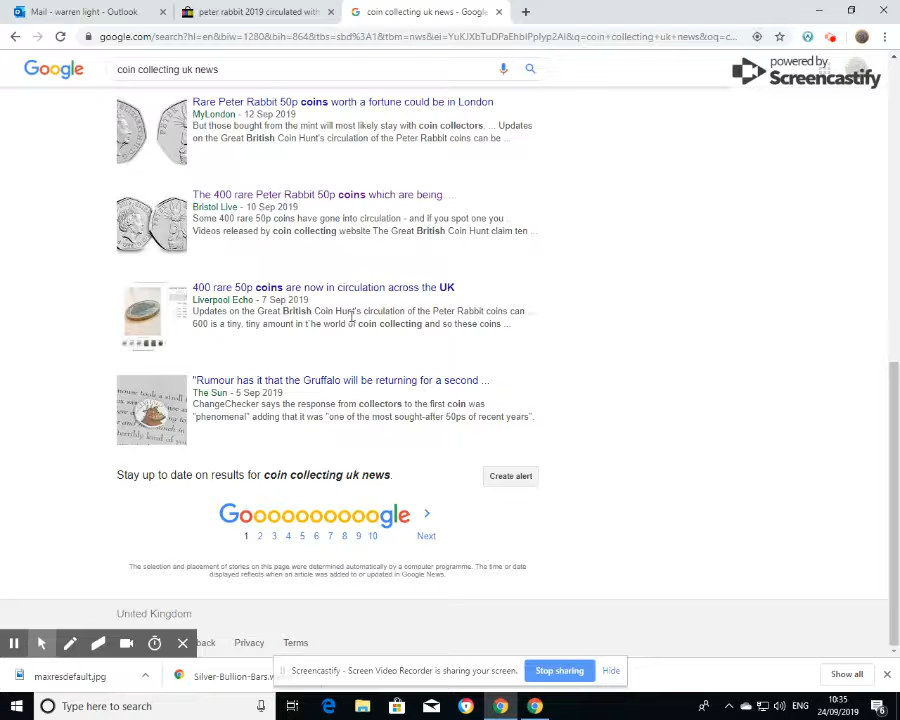 Mail - warren light - Outlook
peter rabbit 2019 circulated with
coin collecting uk news - Google
google.com/search?hl=en&biw=1280&bih=864&tbs=sbd%3A1&tbm=nws&ei=YuKJXbTuDPaEhbIPplyp2AI&q=coin+collecting+uk+news&oq=c...
Google
coin collecting uk news
powered by
Screencastify
Rare Peter Rabbit 50p coins worth a fortune could be in London
MyLondon - 12 Sep 2019
But those bought from the mint will most likely stay with coin collectors. ... Updates
on the Great British Coin Hunt's circulation of the Peter Rabbit coins can be ...
The 400 rare Peter Rabbit 50p coins which are being ...
Bristol Live - 10 Sep 2019
Some 400 rare 50p coins have gone into circulation - and if you spot one you ...
Videos released by coin collecting website The Great British Coin Hunt claim ten ...
400 rare 50p coins are now in circulation across the UK
Liverpool Echo - 7 Sep 2019
Updates on the Great British Coin Hunt's circulation of the Peter Rabbit coins can ...
600 is a tiny, tiny amount in the world of coin collecting and so these coins ...
"Rumour has it that the Gruffalo will be returning for a second ...
The Sun - 5 Sep 2019
ChangeChecker says the response from collectors to the first coin was
"phenomenal" adding that it was "one of the most sought-after 50ps of recent years".
Stay up to date on results for coin collecting uk news.
Create alert
Goooooooooogle
1 2 3 4 5 6 7 8 9 10 Next
The selection and placement of stories on this page were determined automatically by a computer programme. The time or date
displayed reflects when an article was added to or updated in Google News.
United Kingdom
back Privacy Terms
Screencastify - Screen Video Recorder is sharing your screen.
Stop sharing
Hide
maxresdefault.jpg
Silver-Bullion-Bars.w
Show all
Type here to search
ENG
10:35
24/09/2019
6